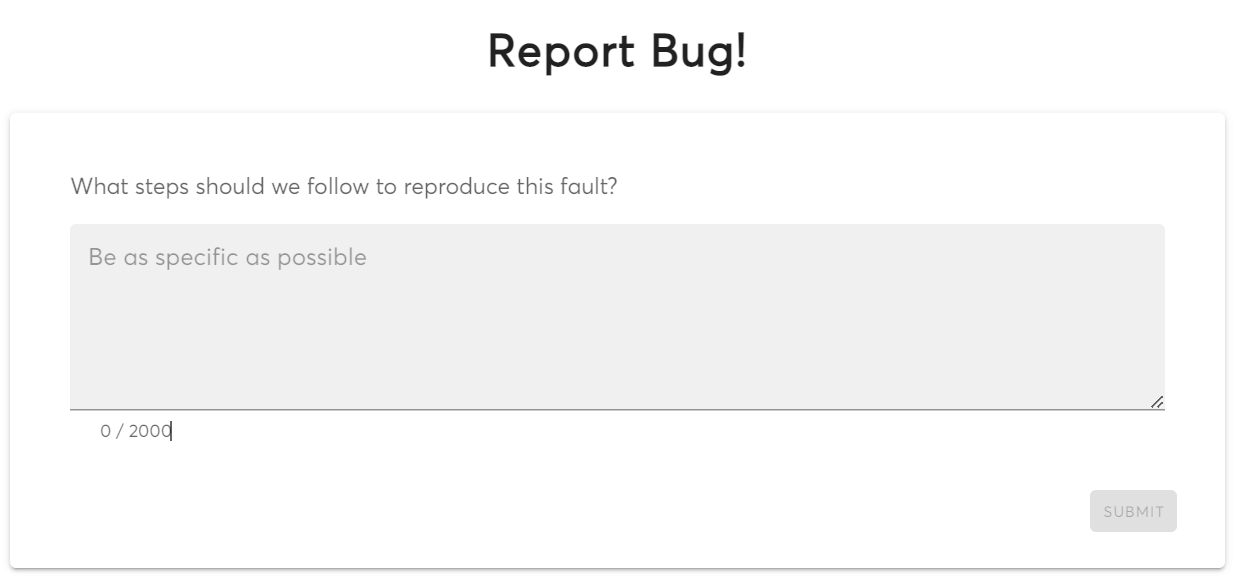 Report Bug!
What steps should we follow to reproduce this fault?
Be as specific as possible
0 / 2000
SUBMIT